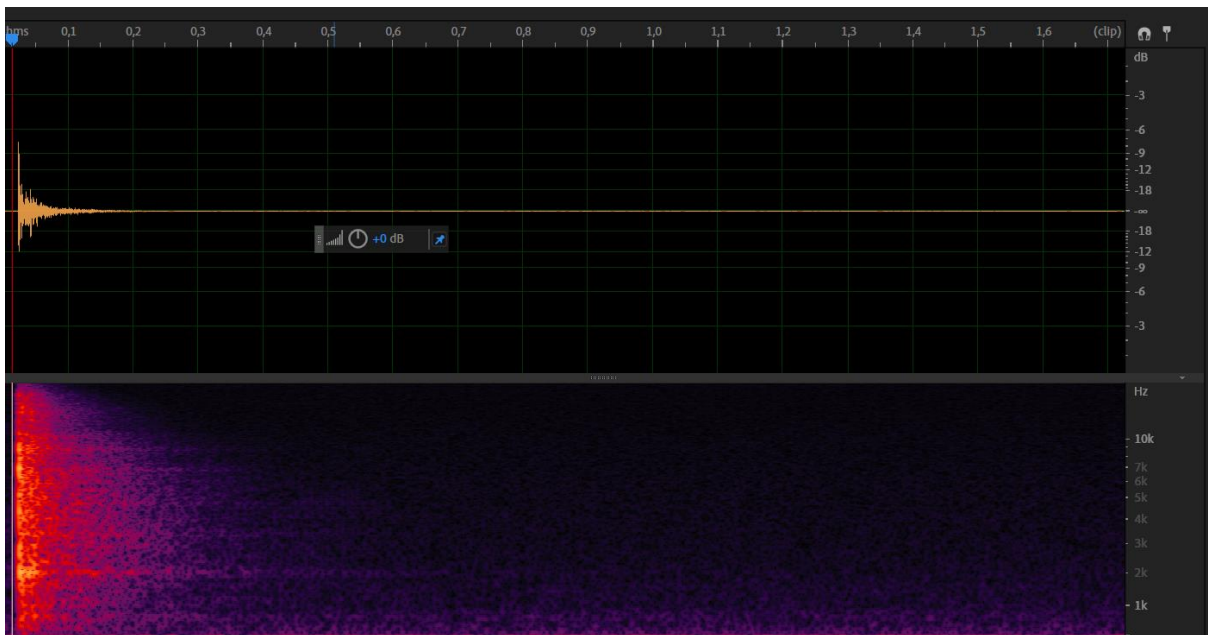 hms 0,1 0,2 0,3 0,4 0,5 0,6 0,7 0,8 0,9 1,0 1,1 1,2 1,3 1,4 1,5 1,6 (clip)
dB
-3
-6
-9
-12
-18
-∞
-18
-12
-9
-6
-3
+0 dB
Hz
10k
7k
6k
5k
4k
3k
2k
1k